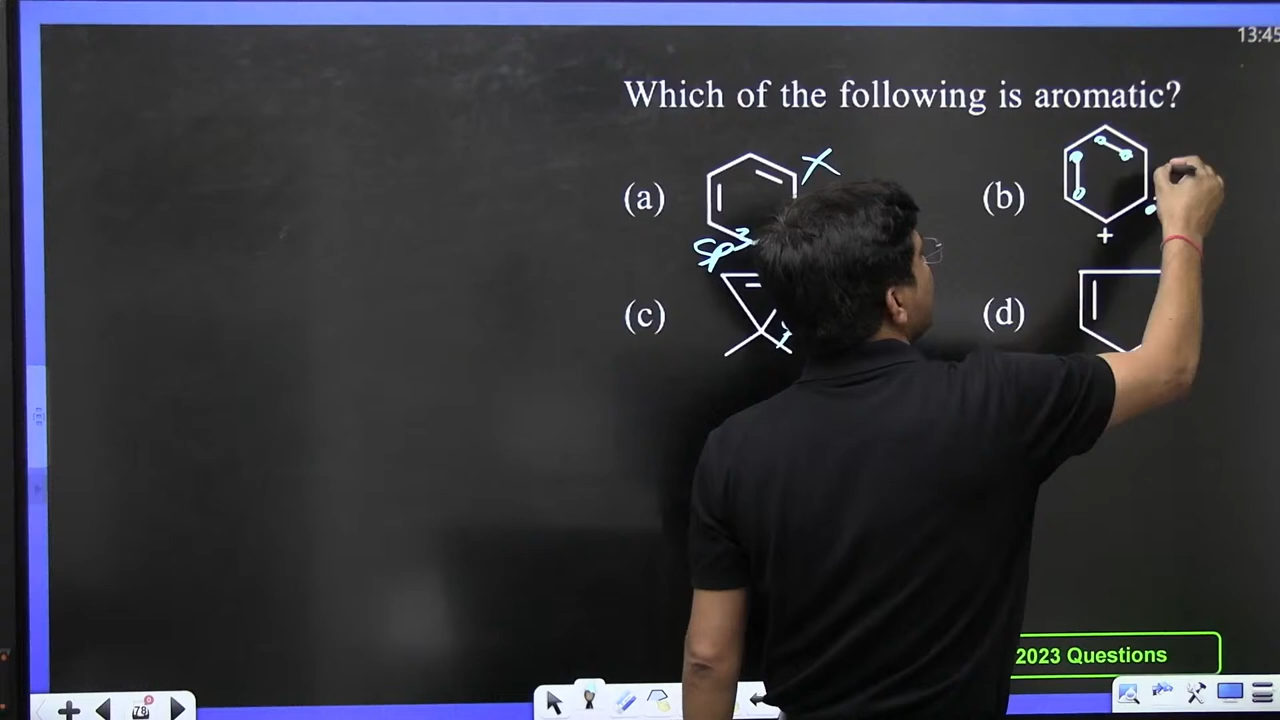 13:45
Which of the following is aromatic?
(a) X (b)
sp3 +
(c) (d)
2023 Questions
78